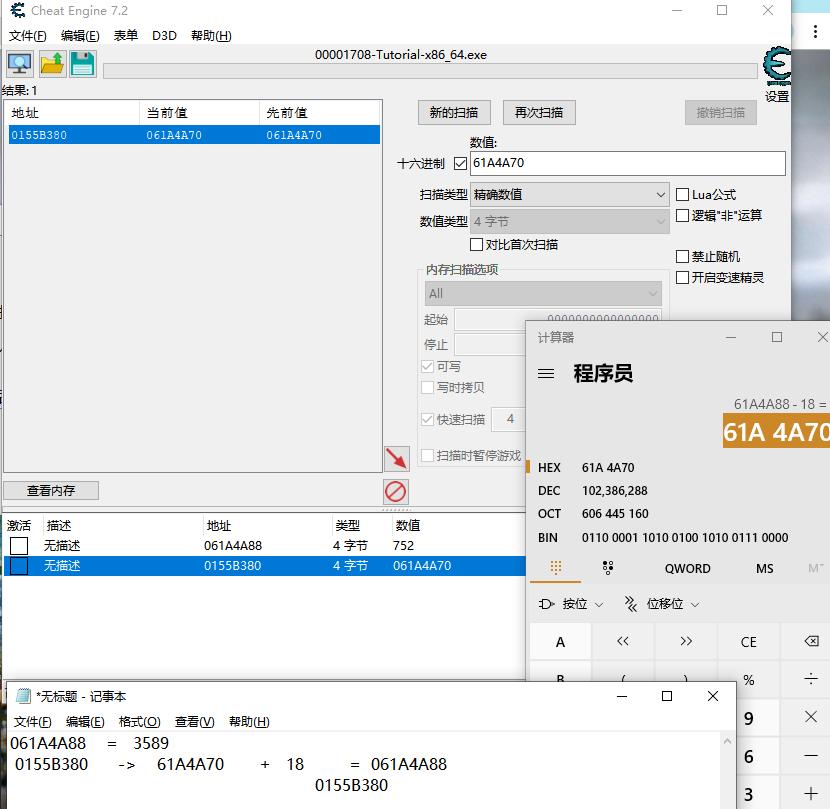 Cheat Engine 7.2
文件(F) 编辑(E) 表单 D3D 帮助(H)
00001708-Tutorial-x86_64.exe
结果: 1
设置
地址 当前值 先前值
0155B380 061A4A70 061A4A70
新的扫描 再次扫描 撤销扫描
数值:
十六进制 61A4A70
扫描类型 精确数值
Lua公式
数值类型 4 字节
逻辑"非"运算
对比首次扫描
禁止随机
内存扫描选项
开启变速精灵
All
起始 0000000000000000
停止
可写
写时拷贝
快速扫描 4
扫描时暂停游戏
查看内存
激活 描述 地址 类型 数值
无描述 061A4A88 4 字节 752
无描述 0155B380 4 字节 061A4A70
计算器
程序员
61A4A88 - 18 =
61A 4A70
HEX 61A 4A70
DEC 102,386,288
OCT 606 445 160
BIN 0110 0001 1010 0100 1010 0111 0000
QWORD MS M˅
按位 位移位
A << >> CE
B ( ) % ÷
9 ×
6 −
3 +
*无标题 - 记事本
文件(F) 编辑(E) 格式(O) 查看(V) 帮助(H)
061A4A88 = 3589
0155B380 -> 61A4A70 + 18 = 061A4A88
0155B380